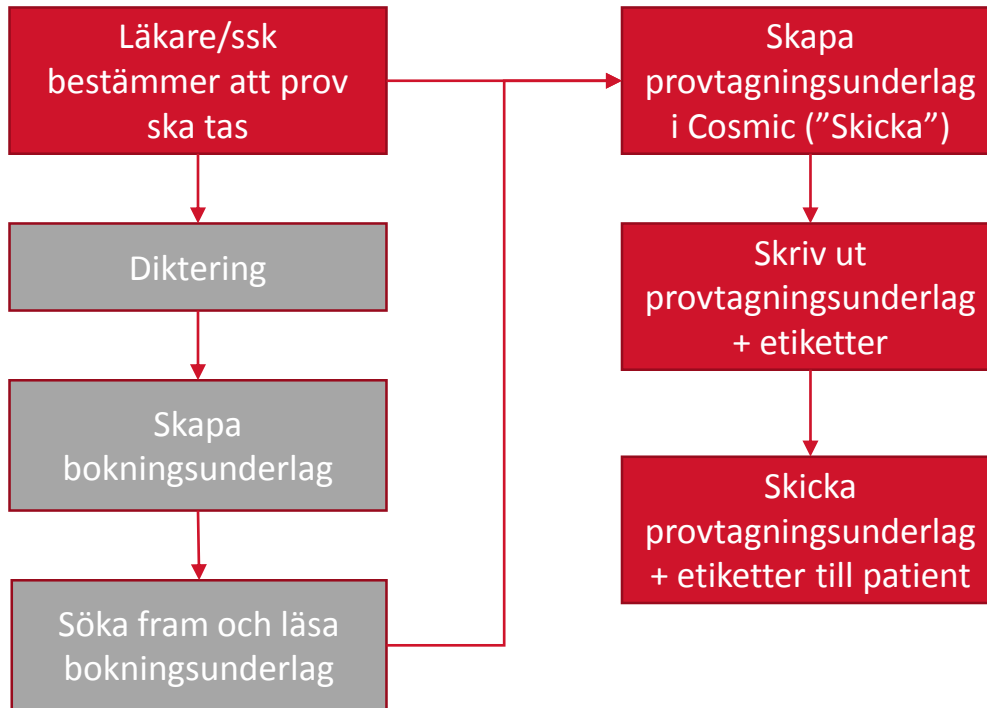 Läkare/ssk
bestämmer att prov
ska tas
Diktering
Skapa
bokningsunderlag
Söka fram och läsa
bokningsunderlag
Skapa
provtagningsunderlag
i Cosmic (”Skicka”)
Skriv ut
provtagningsunderlag
+ etiketter
Skicka
provtagningsunderlag
+ etiketter till patient